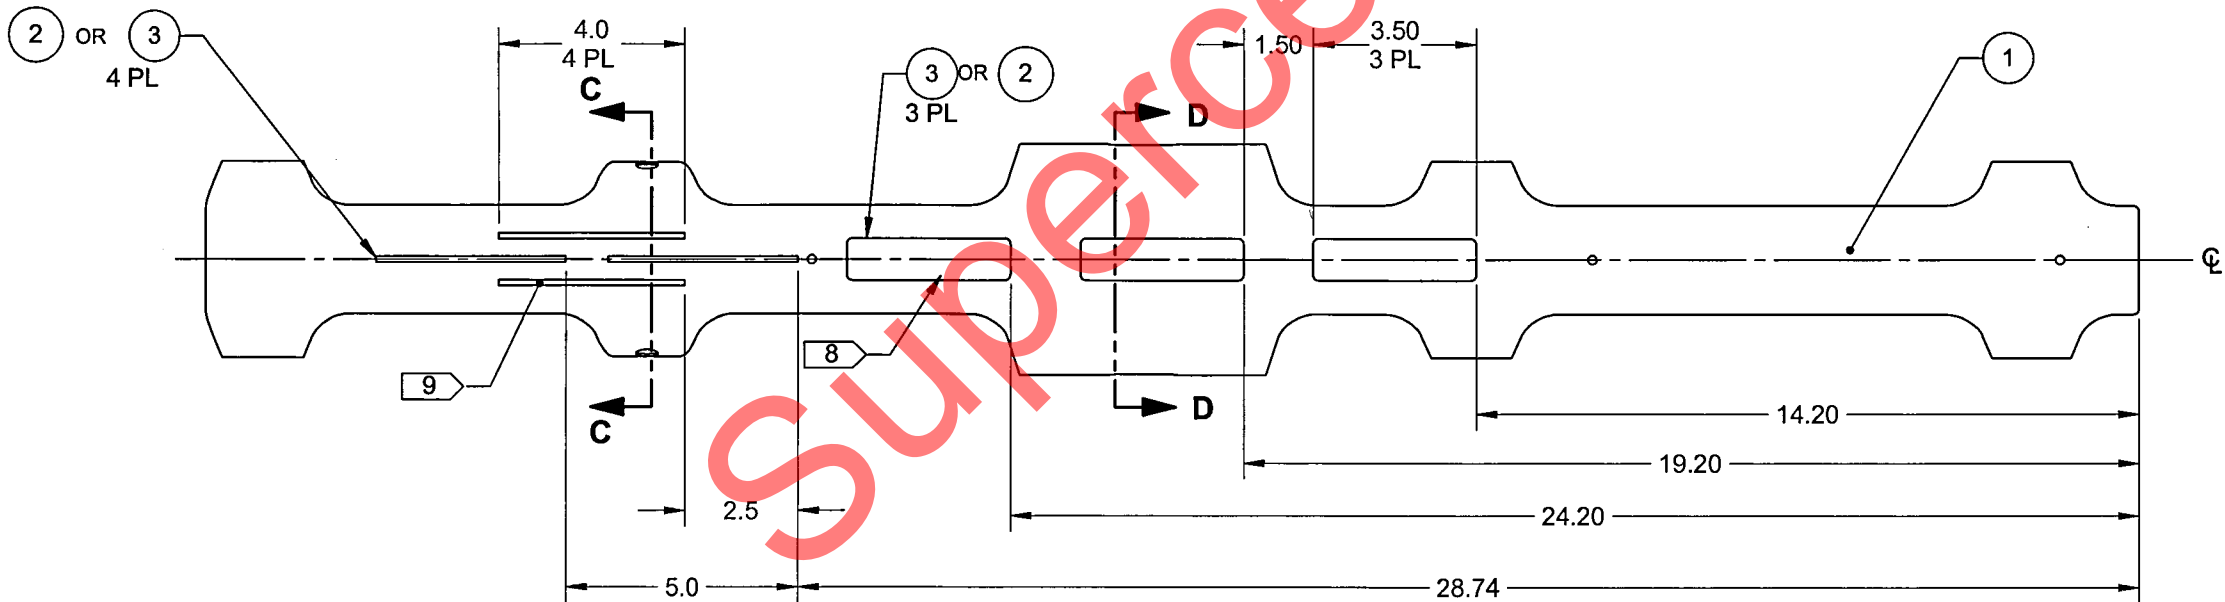 2 OR 3
4 PL
4.0
4 PL
C
3 OR 2
3 PL
D
1.50
3.50
3 PL
1
℄
8
9
C
D
14.20
19.20
2.5
24.20
5.0
28.74
Superce